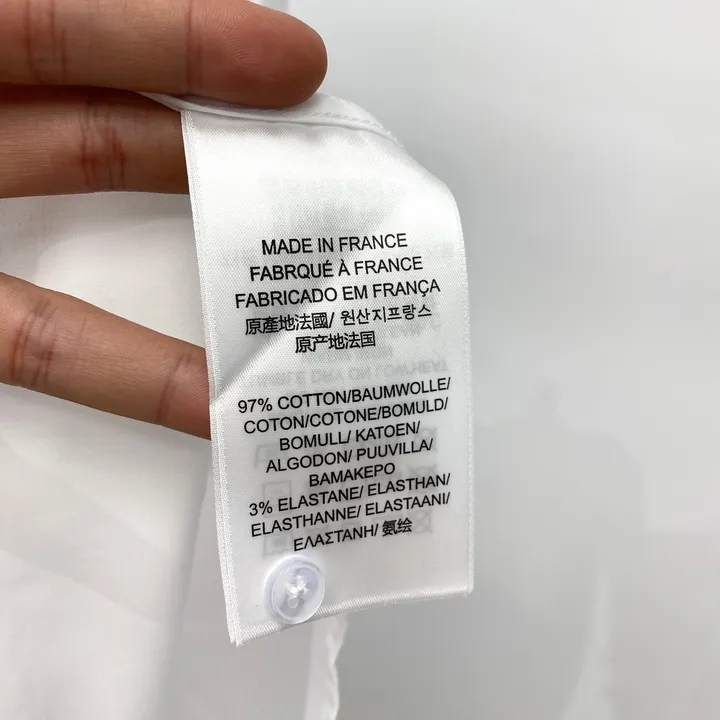 MADE IN FRANCE
FABRQUÉ À FRANCE
FABRICADO EM FRANÇA
原產地法國/ 원산지프랑스
原产地法国
97% COTTON/BAUMWOLLE/
COTON/COTONE/BOMULD/
BOMULL/ KATOEN/
ALGODON/ PUUVILLA/
BAMAKEPO
3% ELASTANE/ ELASTHAN/
ELASTHANNE/ ELASTAANI/
ΕΛΑΣΤΑΝΗ/ 氨绘